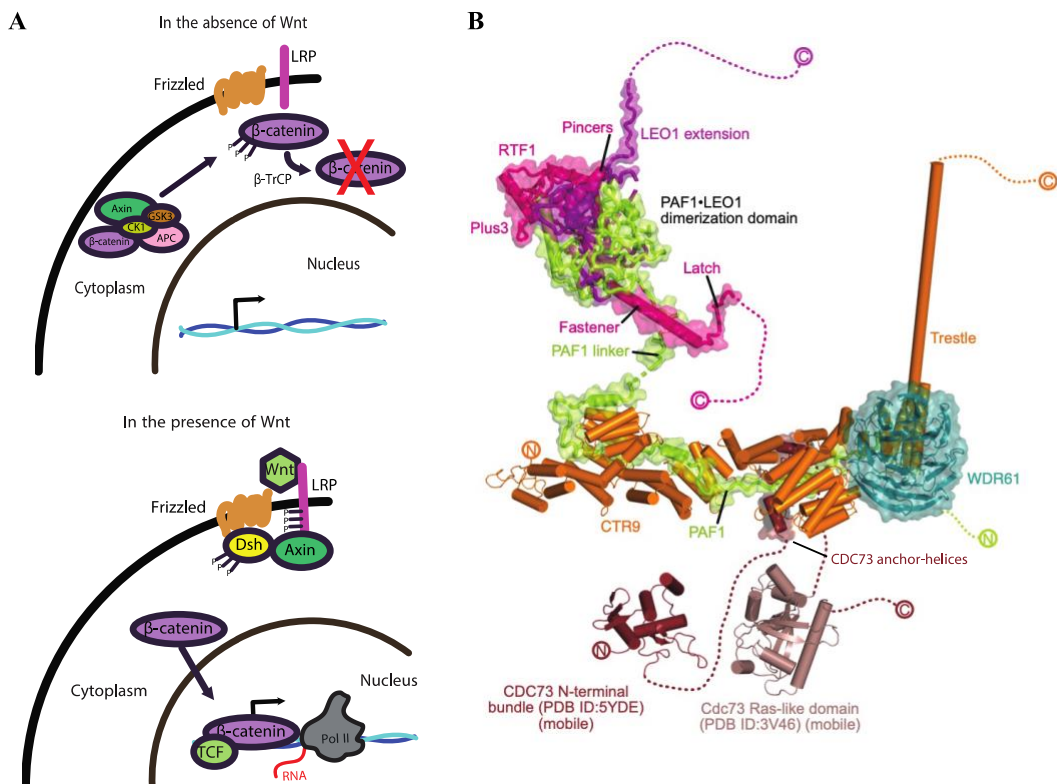 A
In the absence of Wnt
LRP
Frizzled
β-catenin
P
P
P
β-TrCP
β-catenin
Axin
GSK3
CK1
β-catenin
APC
Nucleus
Cytoplasm
In the presence of Wnt
Wnt
LRP
Frizzled
P
P
P
P
Dsh
Axin
P
P
P
β-catenin
Cytoplasm
Nucleus
β-catenin
TCF
Pol II
RNA
B
C
Pincers
LEO1 extension
RTF1
PAF1•LEO1
dimerization domain
C
Plus3
Latch
Fastener
PAF1 linker
Trestle
C
N
WDR61
CTR9
PAF1
N
CDC73 anchor-helices
C
N
CDC73 N-terminal
bundle (PDB ID:5YDE)
(mobile)
Cdc73 Ras-like domain
(PDB ID:3V46) (mobile)